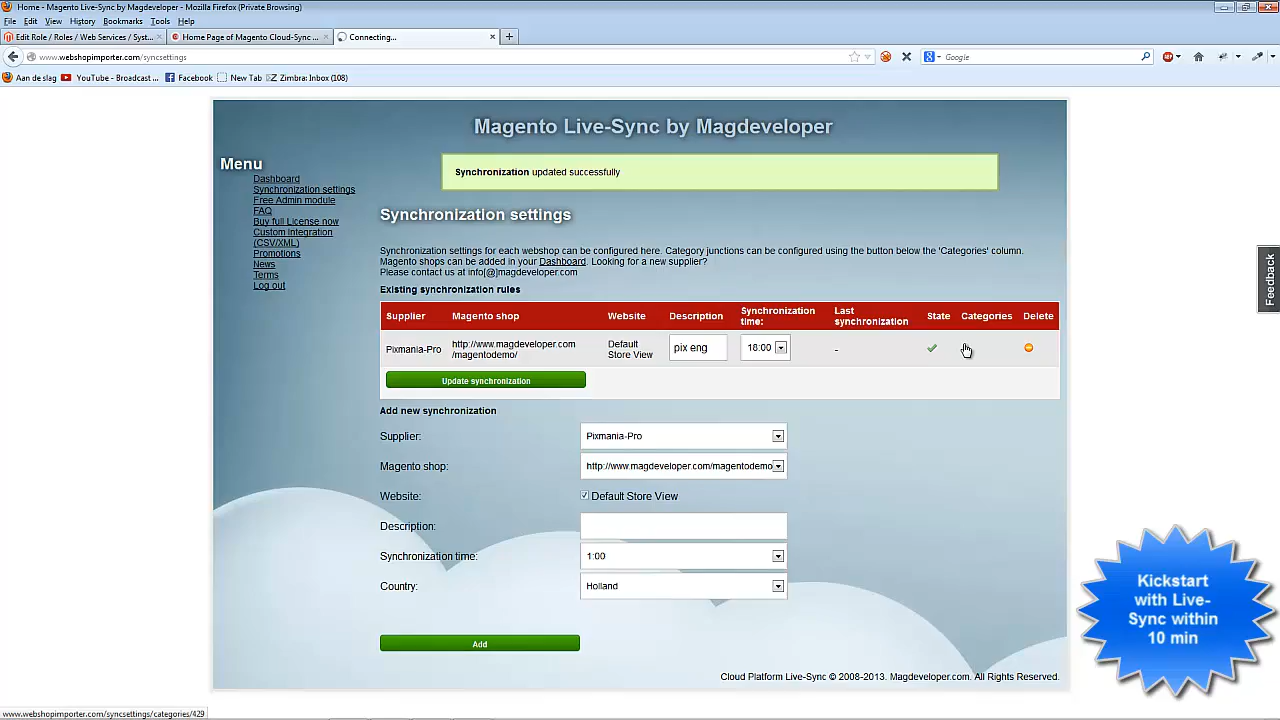 Home - Magento Live-Sync by Magdeveloper - Mozilla Firefox (Private Browsing)
File Edit View History Bookmarks Tools Help
Edit Role / Roles / Web Services / Syst...
Home Page of Magento Cloud-Sync ...
Connecting...
www.webshopimporter.com/syncsettings
Google
Aan de slag
YouTube - Broadcast ...
Facebook
New Tab
Zimbra: Inbox (108)
Magento Live-Sync by Magdeveloper
Menu
Dashboard
Synchronization settings
Free Admin module
FAQ
Buy full License now
Custom Integration
(CSV/XML)
Promotions
News
Terms
Log out
Synchronization updated successfully
Synchronization settings
Synchronization settings for each webshop can be configured here. Category junctions can be configured using the button below the 'Categories' column.
Magento shops can be added in your Dashboard. Looking for a new supplier?
Please contact us at info[@]magdeveloper.com
Existing synchronization rules
Supplier Magento shop Website Description Synchronization time: Last synchronization State Categories Delete
Pixmania-Pro http://www.magdeveloper.com/magentodemo/ Default Store View pix eng 18:00 -
Update synchronization
Add new synchronization
Supplier: Pixmania-Pro
Magento shop: http://www.magdeveloper.com/magentodemo
Website: Default Store View
Description:
Synchronization time: 1:00
Country: Holland
Add
Cloud Platform Live-Sync © 2008-2013. Magdeveloper.com. All Rights Reserved.
Feedback
Kickstart
with Live-
Sync within
10 min
www.webshopimporter.com/syncsettings/categories/429